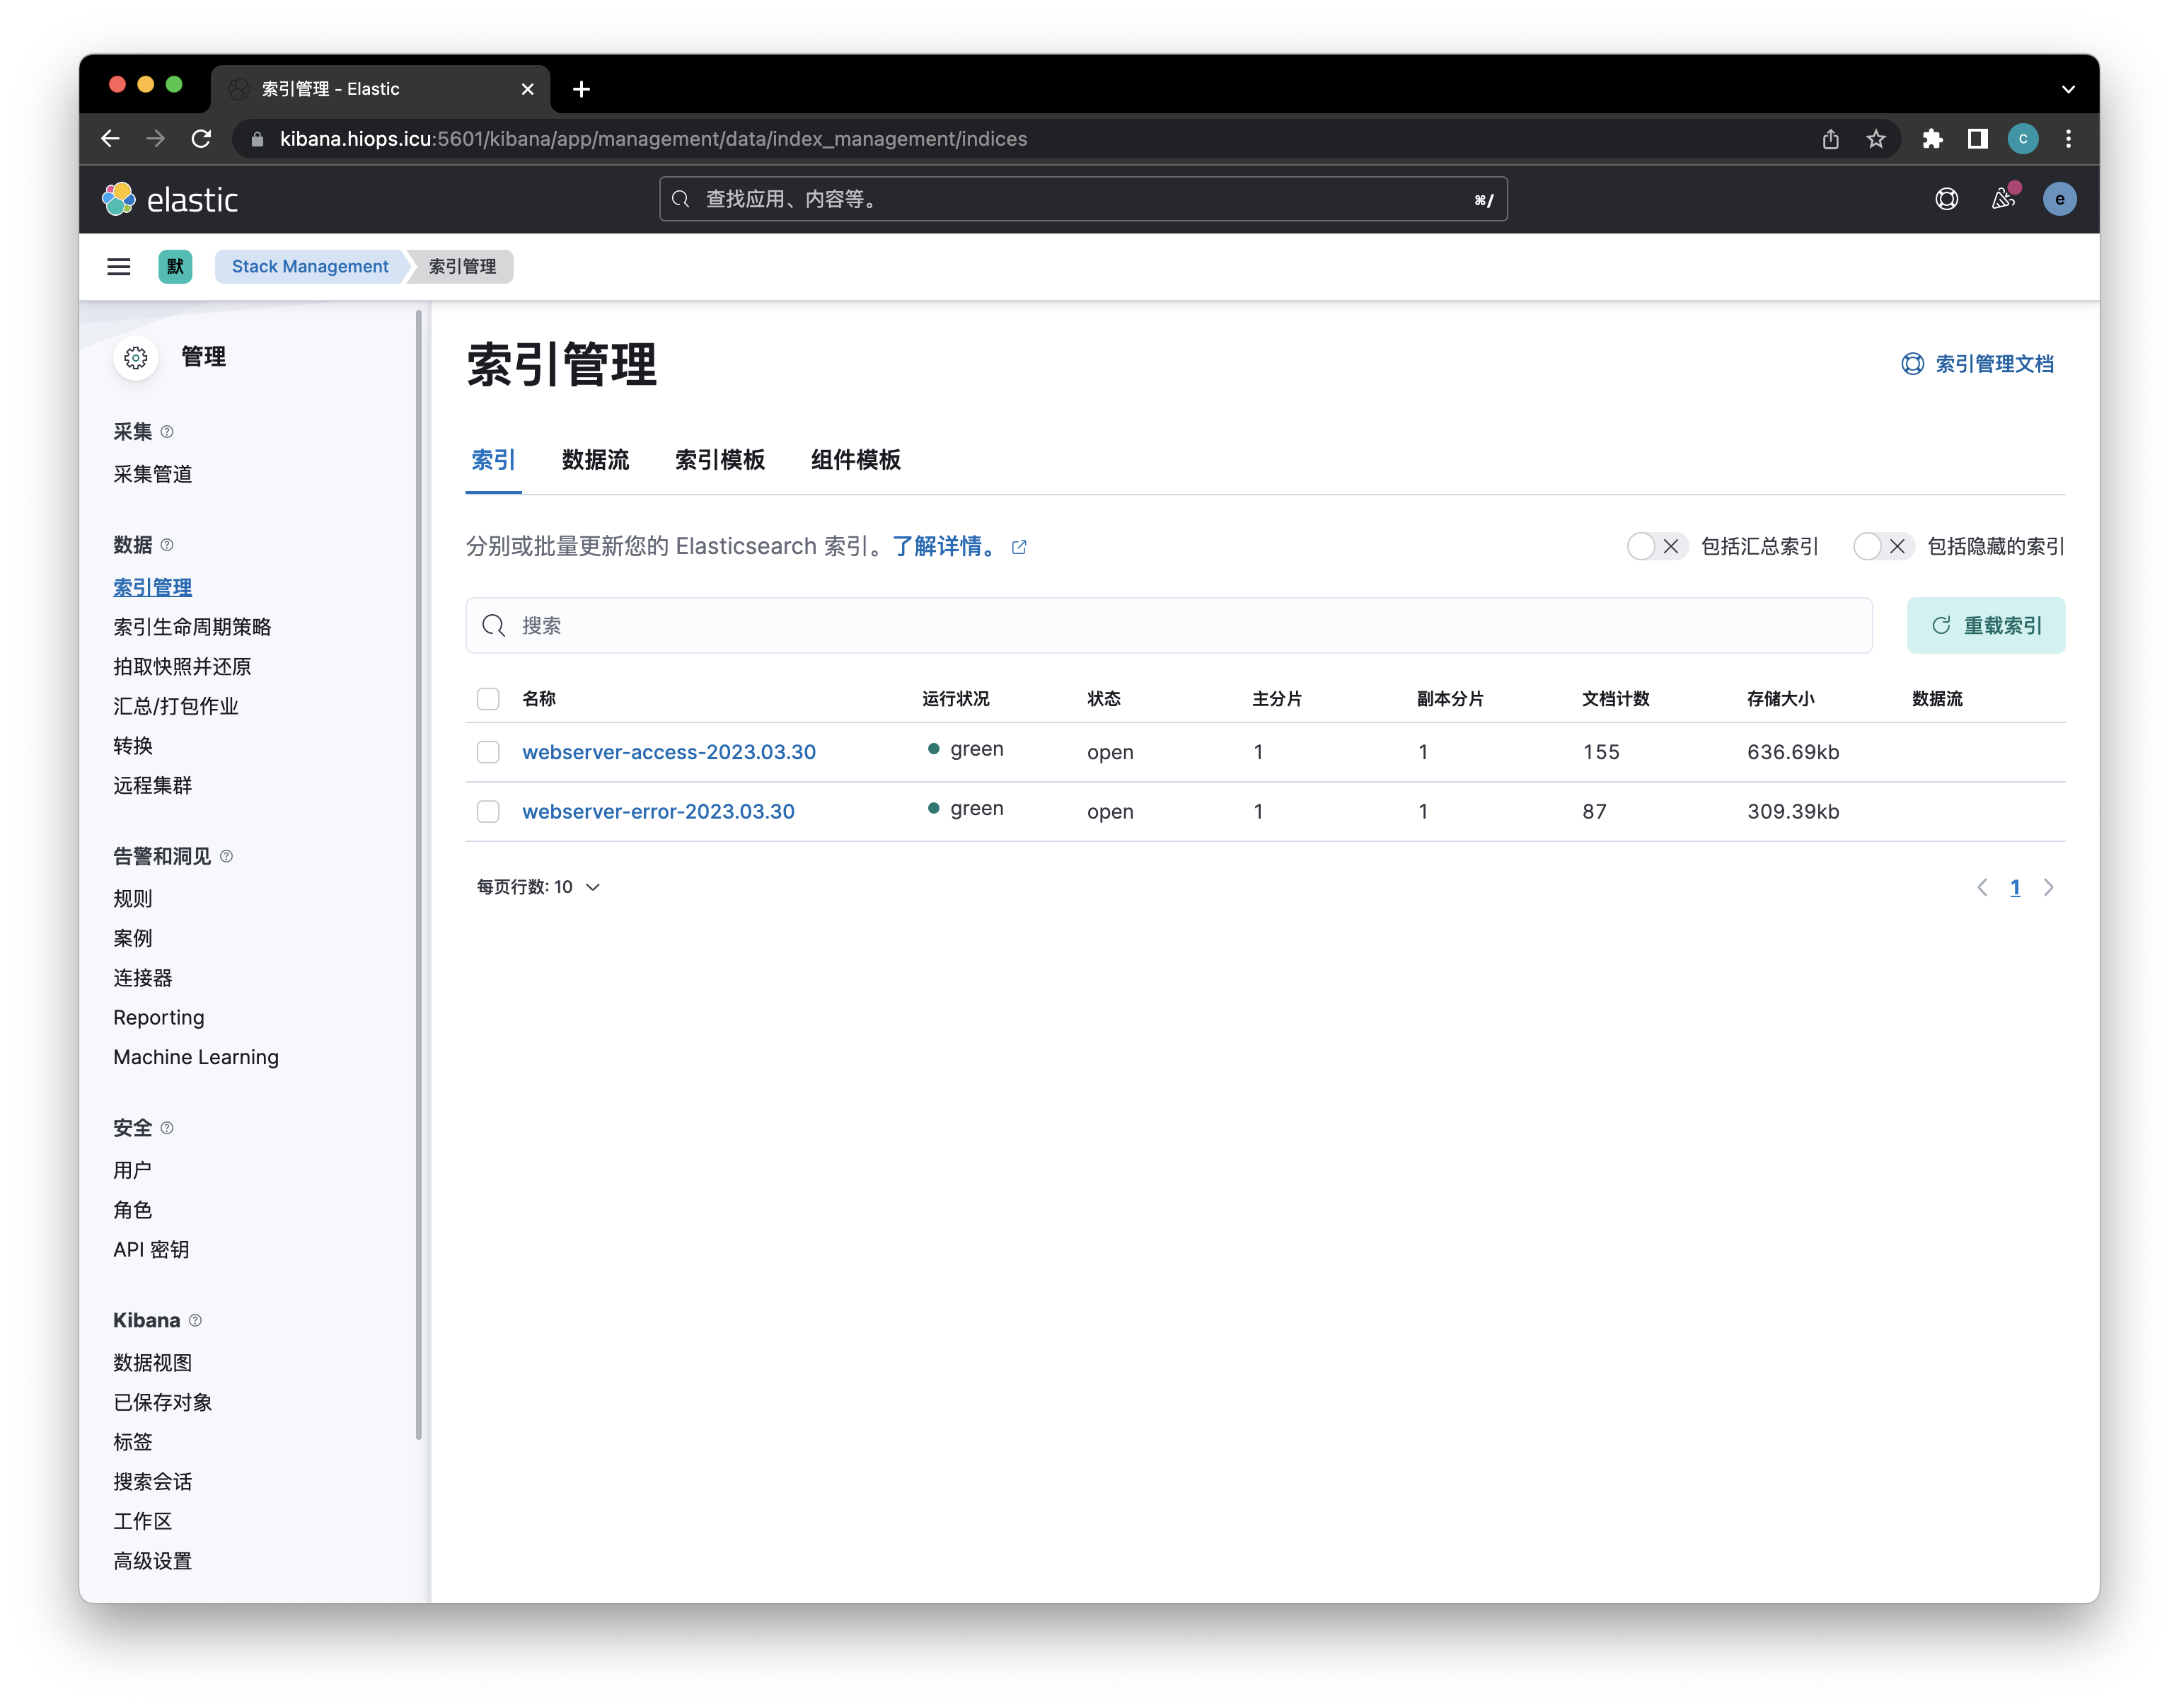 索引管理 - Elastic
kibana.hiops.icu:5601/kibana/app/management/data/index_management/indices
C
elastic
查找应用、内容等。
⌘/
e
默
Stack Management
索引管理
管理
采集
采集管道
数据
索引管理
索引生命周期策略
拍取快照并还原
汇总/打包作业
转换
远程集群
告警和洞见
规则
案例
连接器
Reporting
Machine Learning
安全
用户
角色
API 密钥
Kibana
数据视图
已保存对象
标签
搜索会话
工作区
高级设置
索引管理
索引管理文档
索引 数据流 索引模板 组件模板
分别或批量更新您的 Elasticsearch 索引。了解详情。
包括汇总索引 包括隐藏的索引
搜索
重载索引
名称 运行状况 状态 主分片 副本分片 文档计数 存储大小 数据流
webserver-access-2023.03.30 green open 1 1 155 636.69kb
webserver-error-2023.03.30 green open 1 1 87 309.39kb
每页行数: 10
1